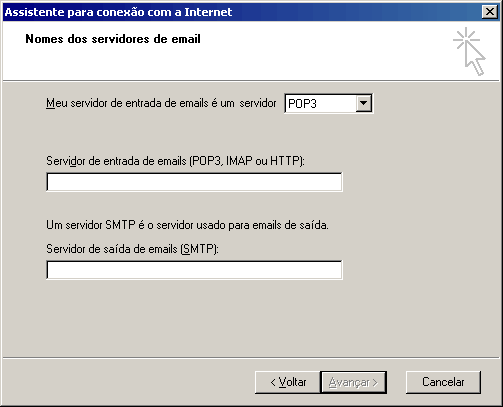 Assistente para conexão com a Internet
Nomes dos servidores de email
Meu servidor de entrada de emails é um servidor POP3
Servidor de entrada de emails (POP3, IMAP ou HTTP):
Um servidor SMTP é o servidor usado para emails de saída.
Servidor de saída de emails (SMTP):
< Voltar Avançar > Cancelar